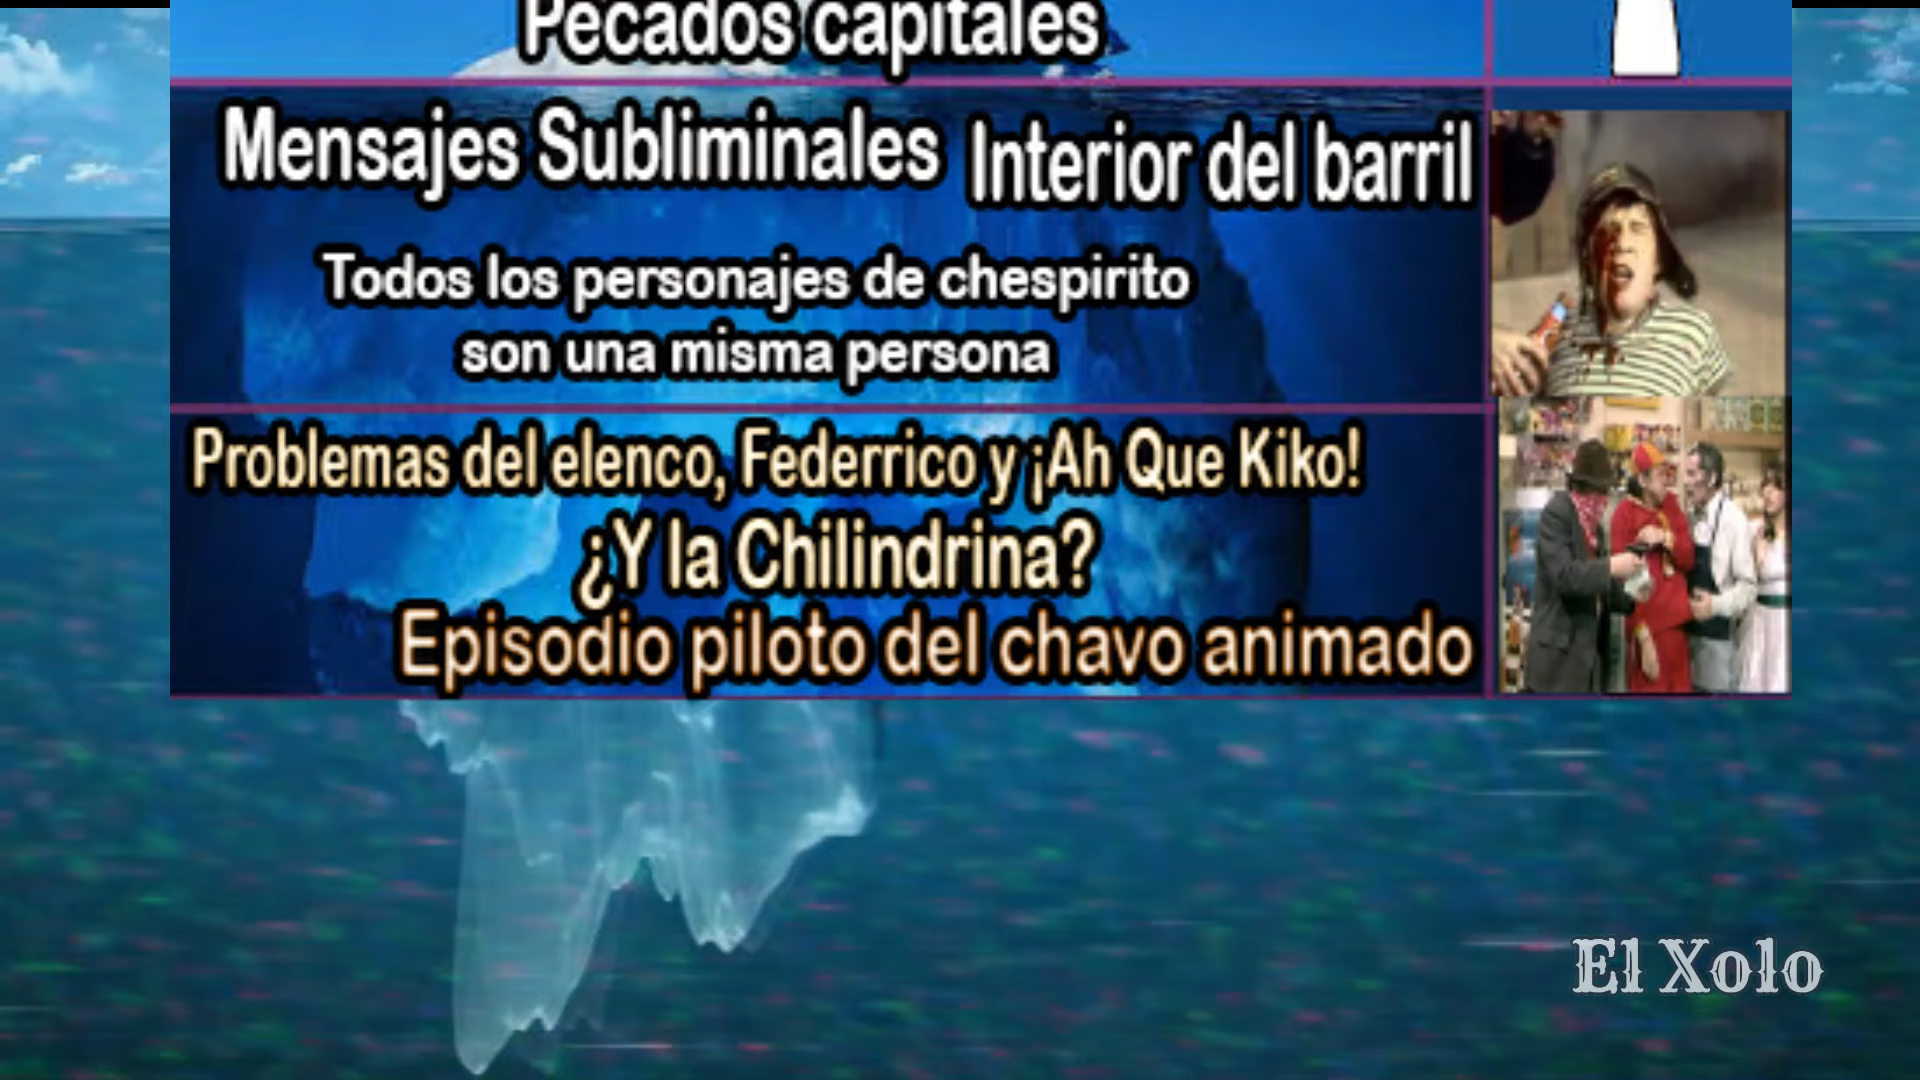 Pecados capitales
Mensajes Subliminales
Interior del barril
Todos los personajes de chespirito
son una misma persona
Problemas del elenco, Federrico y ¡Ah Que Kiko!
¿Y la Chilindrina?
Episodio piloto del chavo animado
El Xolo